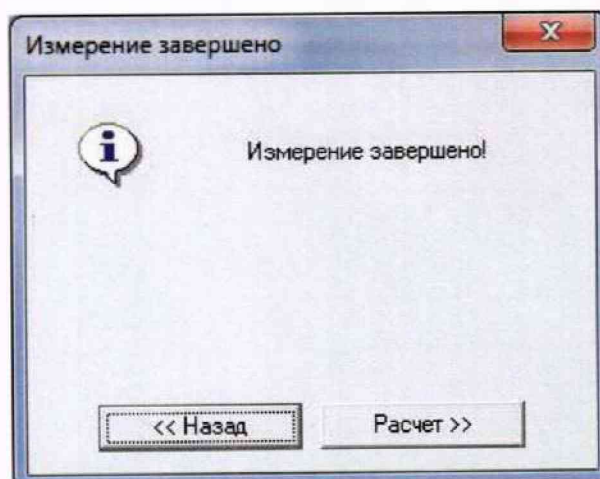 Измерение завершено
Измерение завершено!
<< Назад
Расчет >>